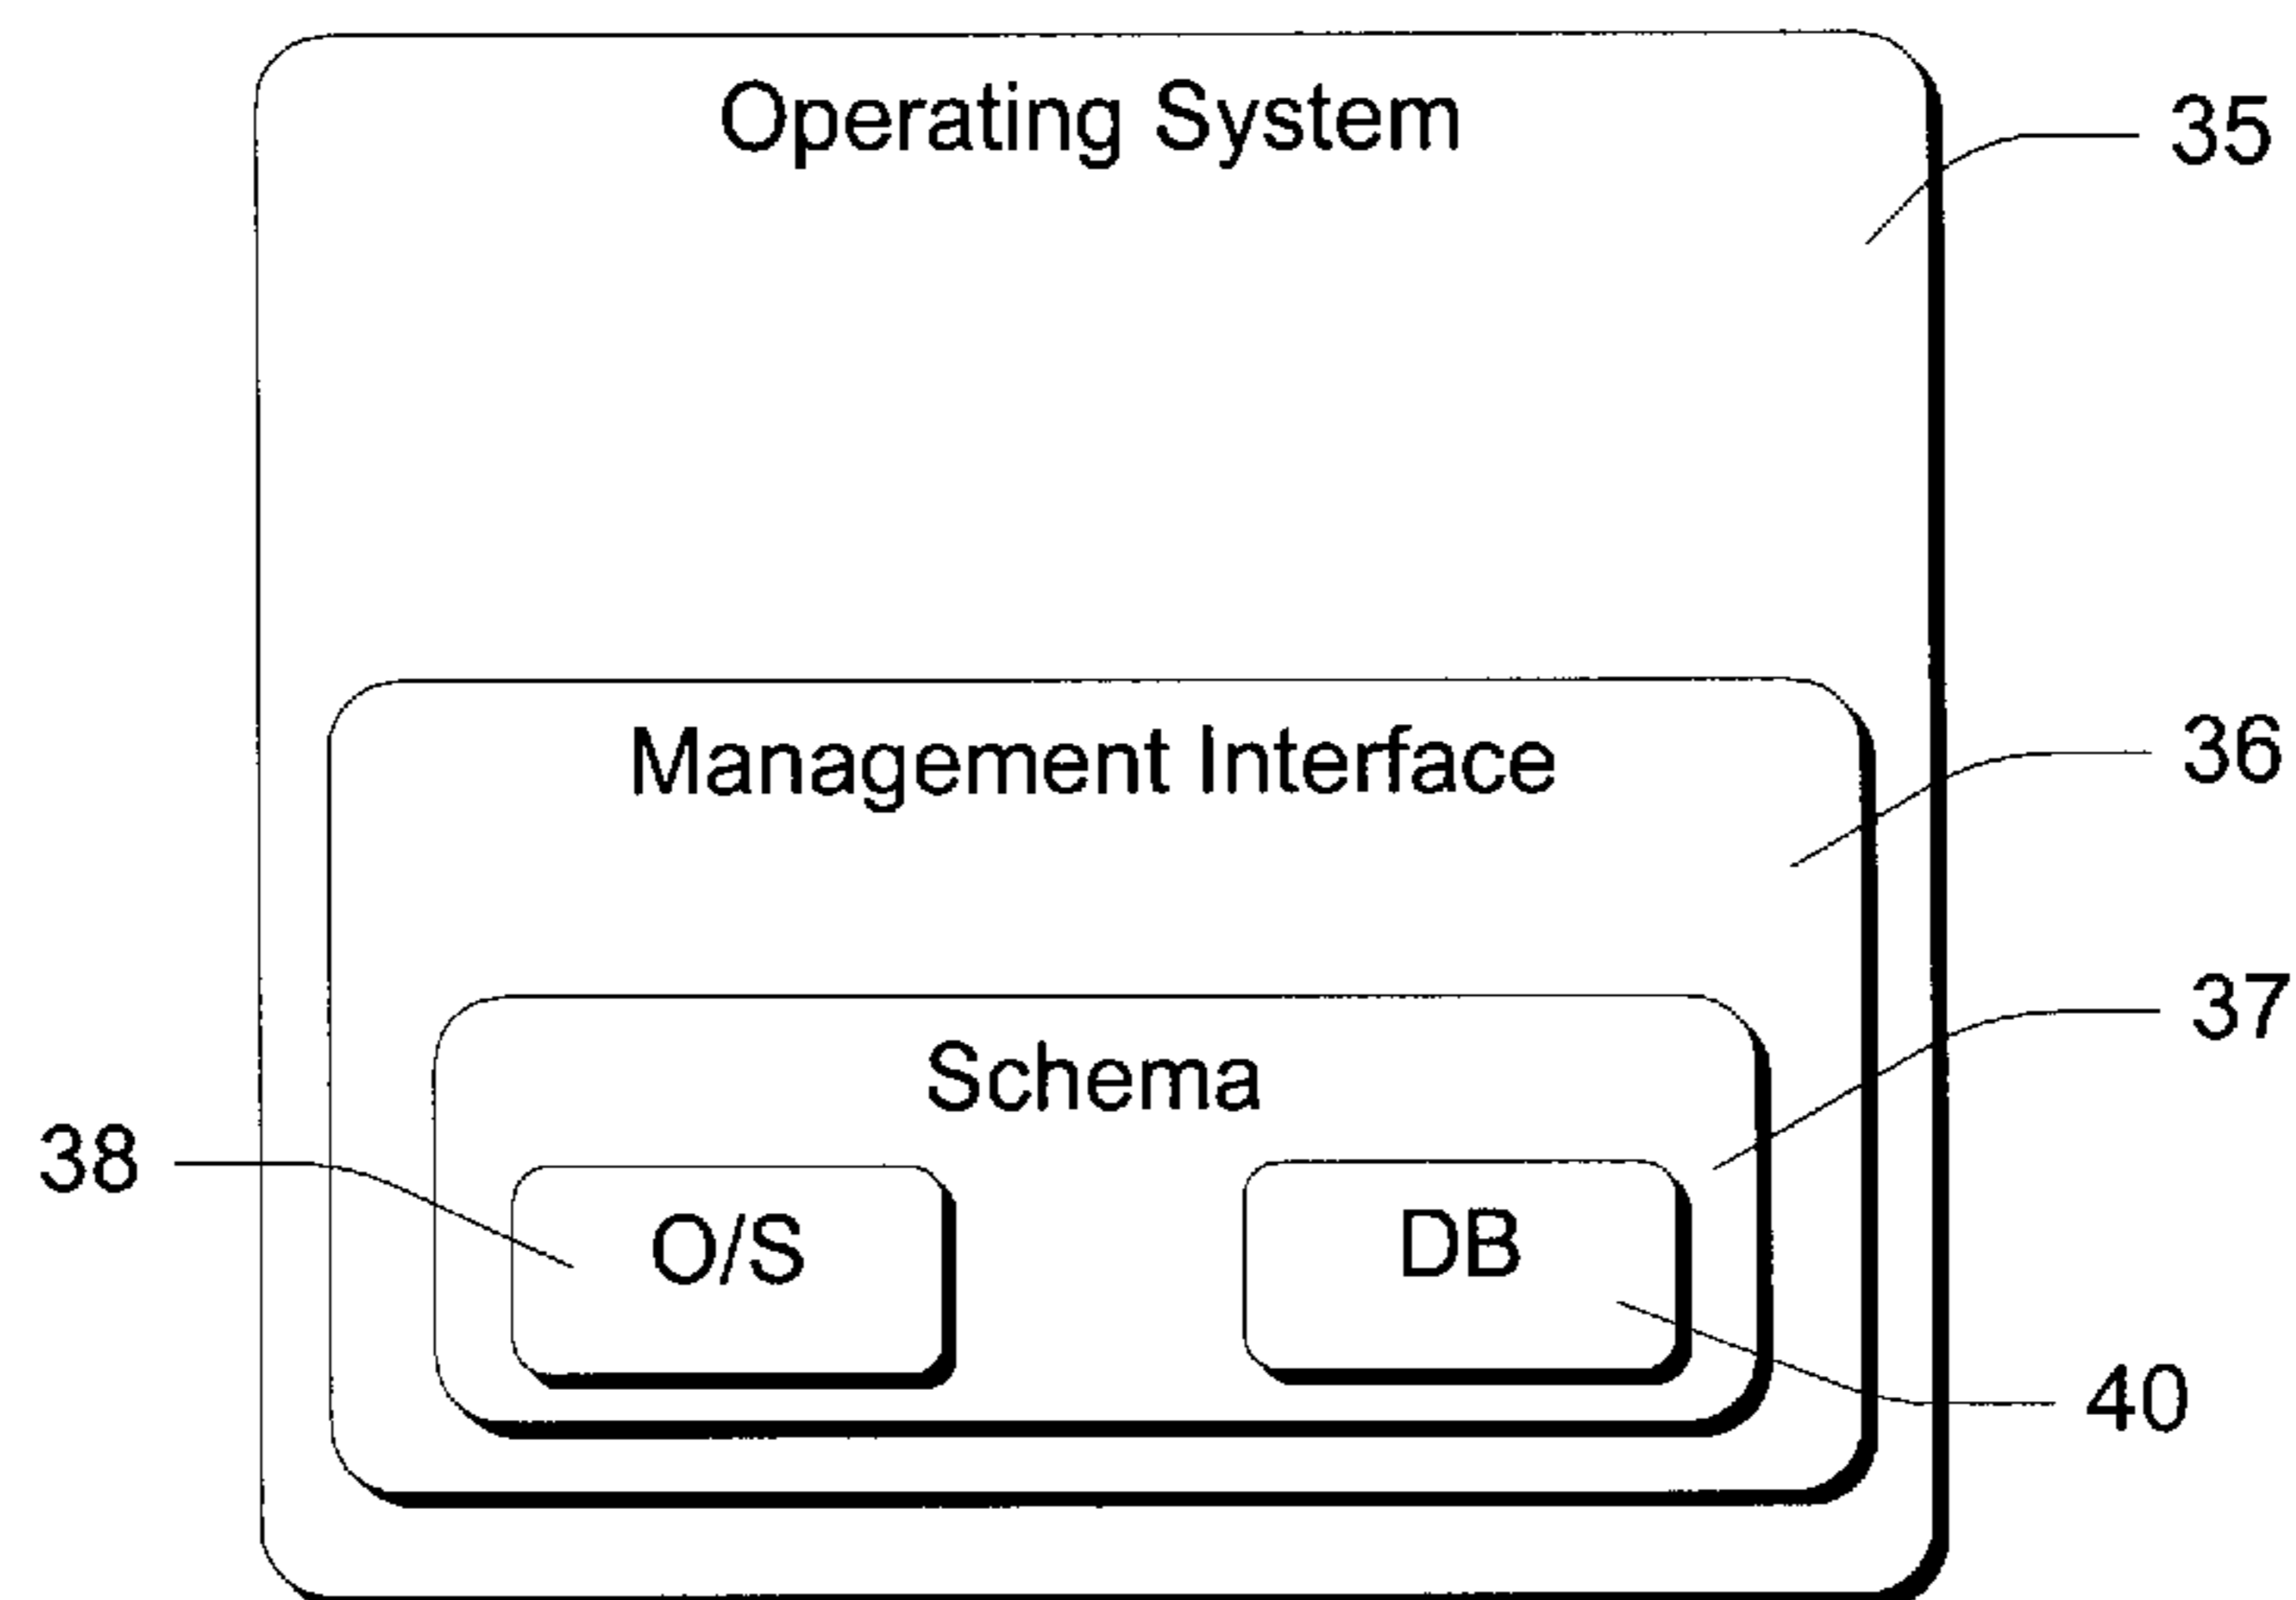 Operating System
35
Management Interface
36
37
Schema
38
O/S
DB
40